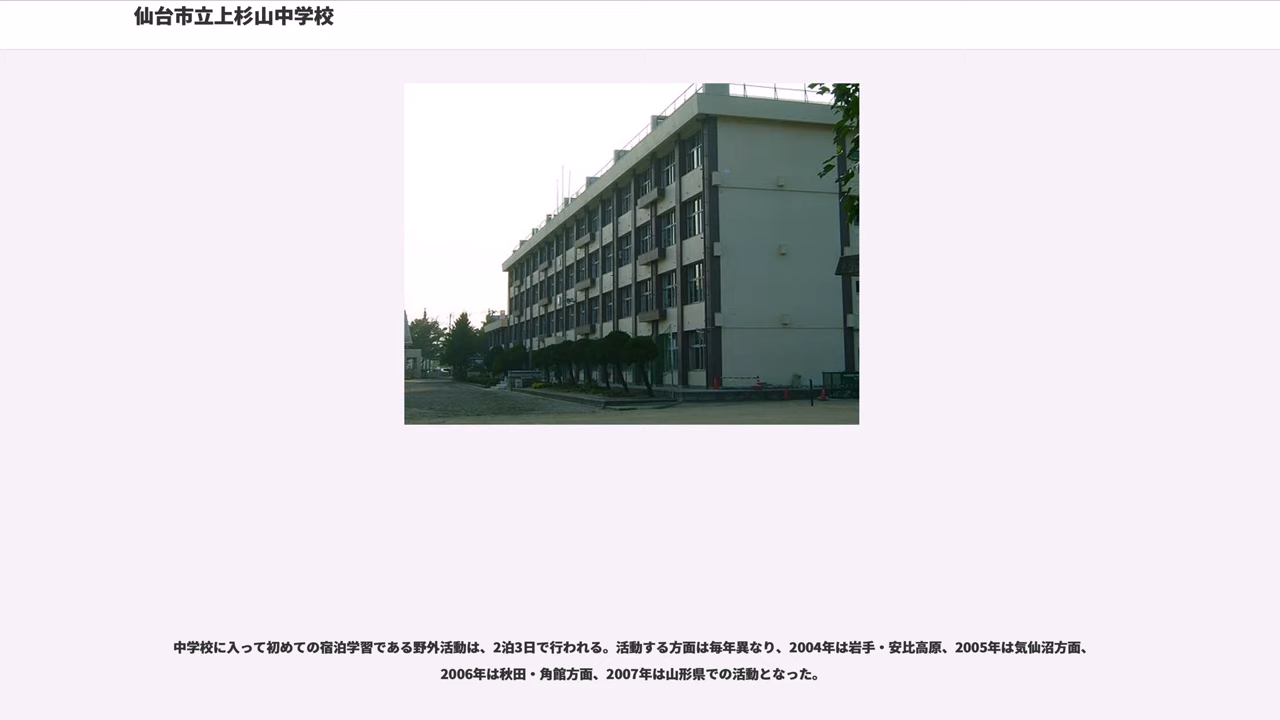 仙台市立上杉山中学校
中学校に入って初めての宿泊学習である野外活動は、2泊3日で行われる。活動する方面は毎年異なり、2004年は岩手・安比高原、2005年は気仙沼方面、
2006年は秋田・角館方面、2007年は山形県での活動となった。